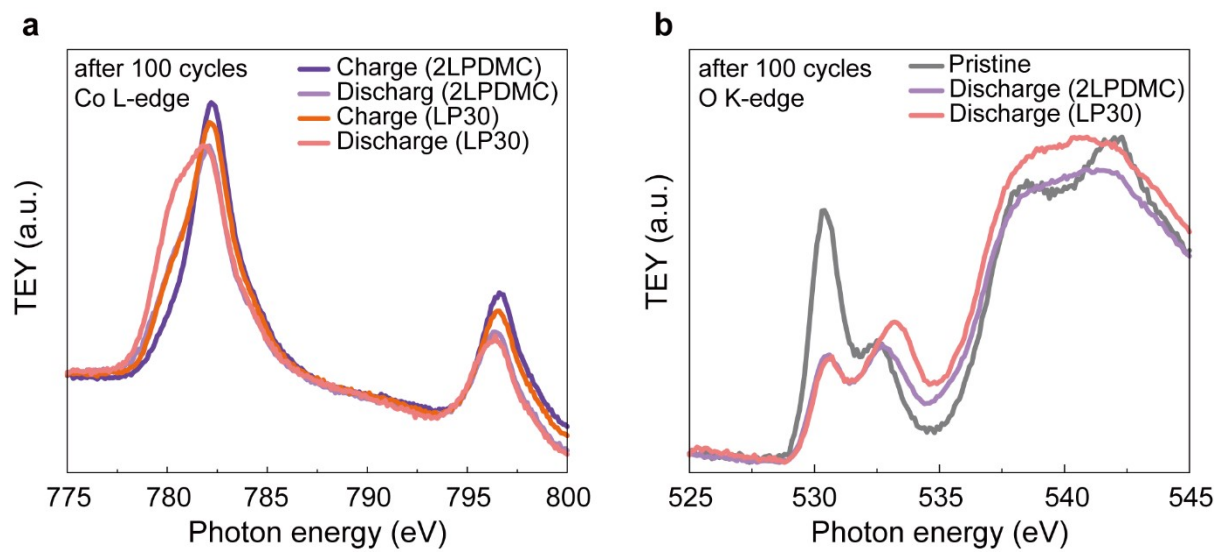 a
after 100 cycles
Co L-edge
Charge (2LPDMC)
Discharg (2LPDMC)
Charge (LP30)
Discharge (LP30)
TEY (a.u.)
775 780 785 790 795 800
Photon energy (eV)
b
after 100 cycles
O K-edge
Pristine
Discharge (2LPDMC)
Discharge (LP30)
TEY (a.u.)
525 530 535 540 545
Photon energy (eV)